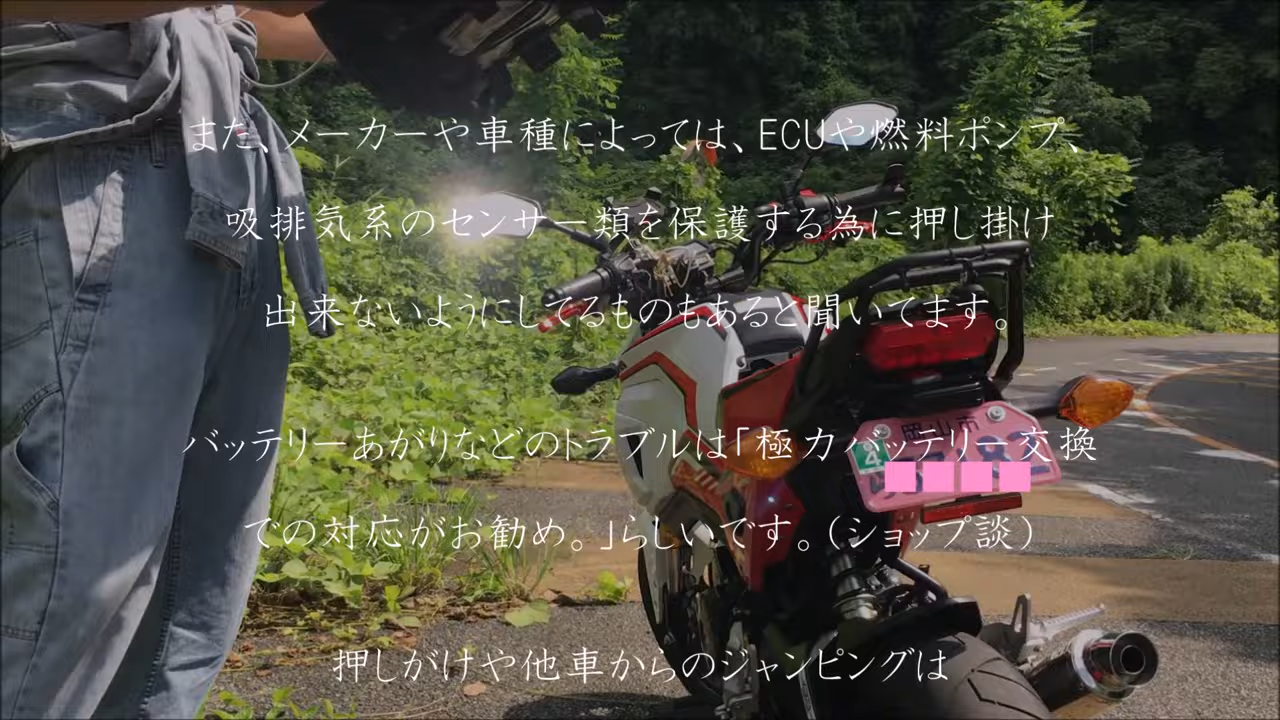 また、メーカーや車種によっては、ECUや燃料ポンプ、
吸排気系のセンサー類を保護する為に押し掛け
出来ないようにしてるものもあると聞いてます。
バッテリーあがりなどのトラブルは「極力バッテリー交換
での対応がお勧め。」らしいです。（ショップ談）
押しがけや他車からのジャンピングは
岡山市
4